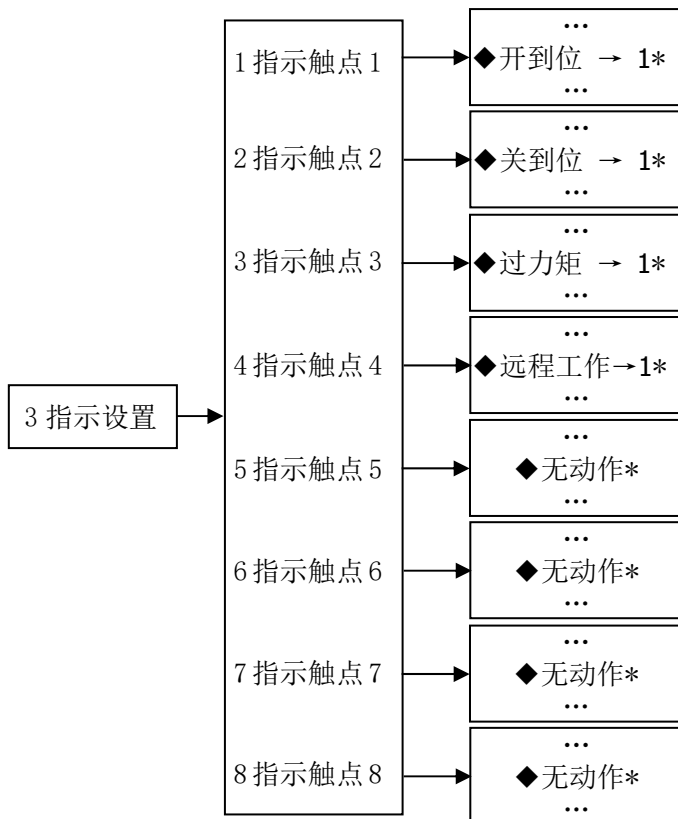 3 指示设置
1 指示触点 1
…
◆开到位 → 1*
…
2 指示触点 2
…
◆关到位 → 1*
…
3 指示触点 3
…
◆过力矩 → 1*
…
4 指示触点 4
…
◆远程工作→1*
…
5 指示触点 5
…
◆无动作*
…
6 指示触点 6
…
◆无动作*
…
7 指示触点 7
…
◆无动作*
…
8 指示触点 8
…
◆无动作*
…